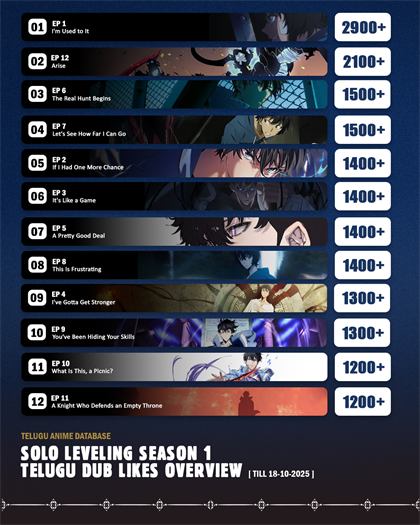 01 EP 1 2900+
I'm Used to It
02 EP 12 2100+
Arise
03 EP 6 1500+
The Real Hunt Begins
04 EP 7 1500+
Let's See How Far I Can Go
05 EP 2 1400+
If I Had One More Chance
06 EP 3 1400+
It's Like a Game
07 EP 5 1400+
A Pretty Good Deal
08 EP 8 1400+
This Is Frustrating
09 EP 4 1300+
I've Gotta Get Stronger
10 EP 9 1300+
You've Been Hiding Your Skills
11 EP 10 1200+
What Is This, a Picnic?
12 EP 11 1200+
A Knight Who Defends an Empty Throne
TELUGU ANIME DATABASE
SOLO LEVELING SEASON 1
TELUGU DUB LIKES OVERVIEW | TILL 18-10-2025 |